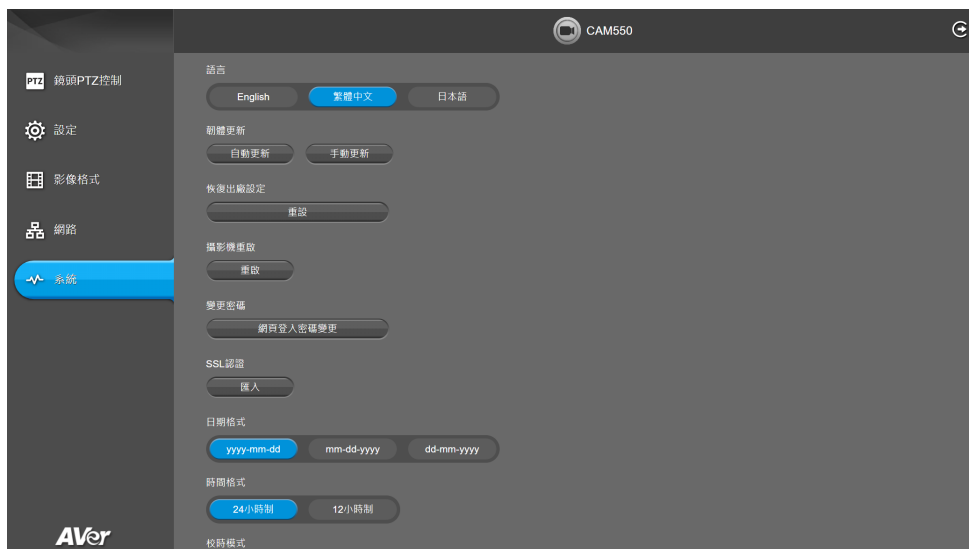 CAM550
PTZ 鏡頭PTZ控制
設定
影像格式
網路
系統
AVer
語言
English 繁體中文 日本語
韌體更新
自動更新 手動更新
恢復出廠設定
重設
攝影機重啟
重啟
變更密碼
網頁登入密碼變更
SSL認證
匯入
日期格式
yyyy-mm-dd mm-dd-yyyy dd-mm-yyyy
時間格式
24小時制 12小時制
校時模式